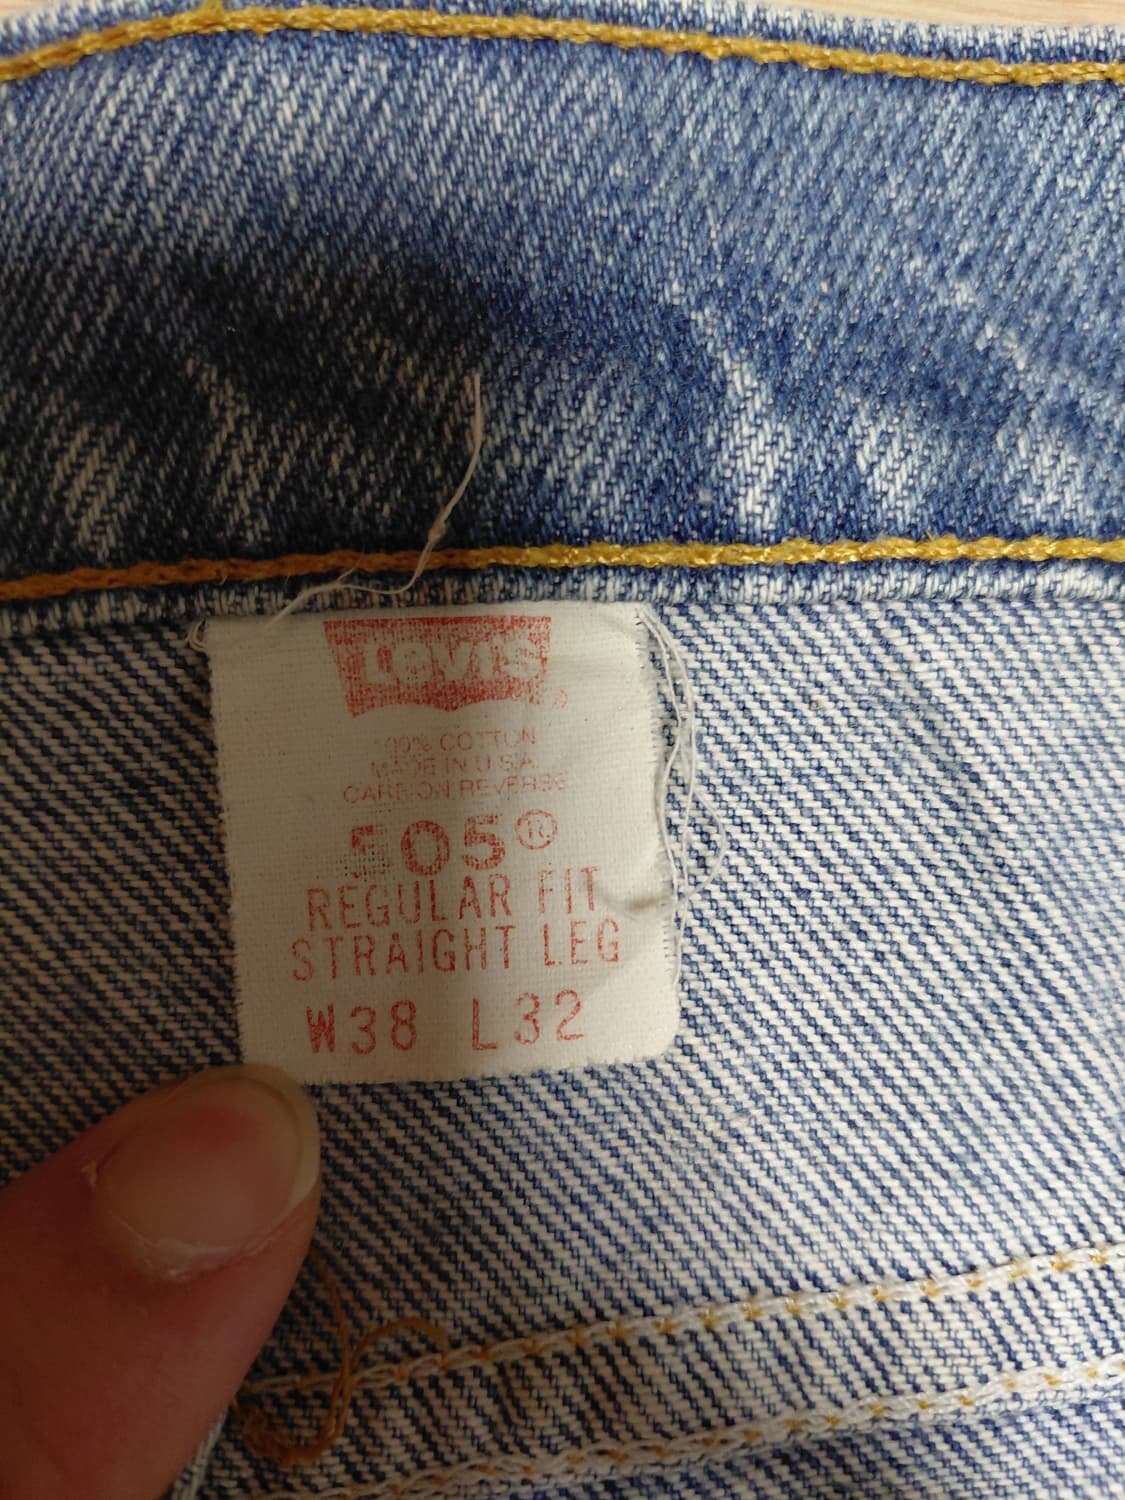 Levi's
®
100% COTTON
MADE IN U.S.A.
CARE ON REVERSE
505®
REGULAR FIT
STRAIGHT LEG
W38 L32